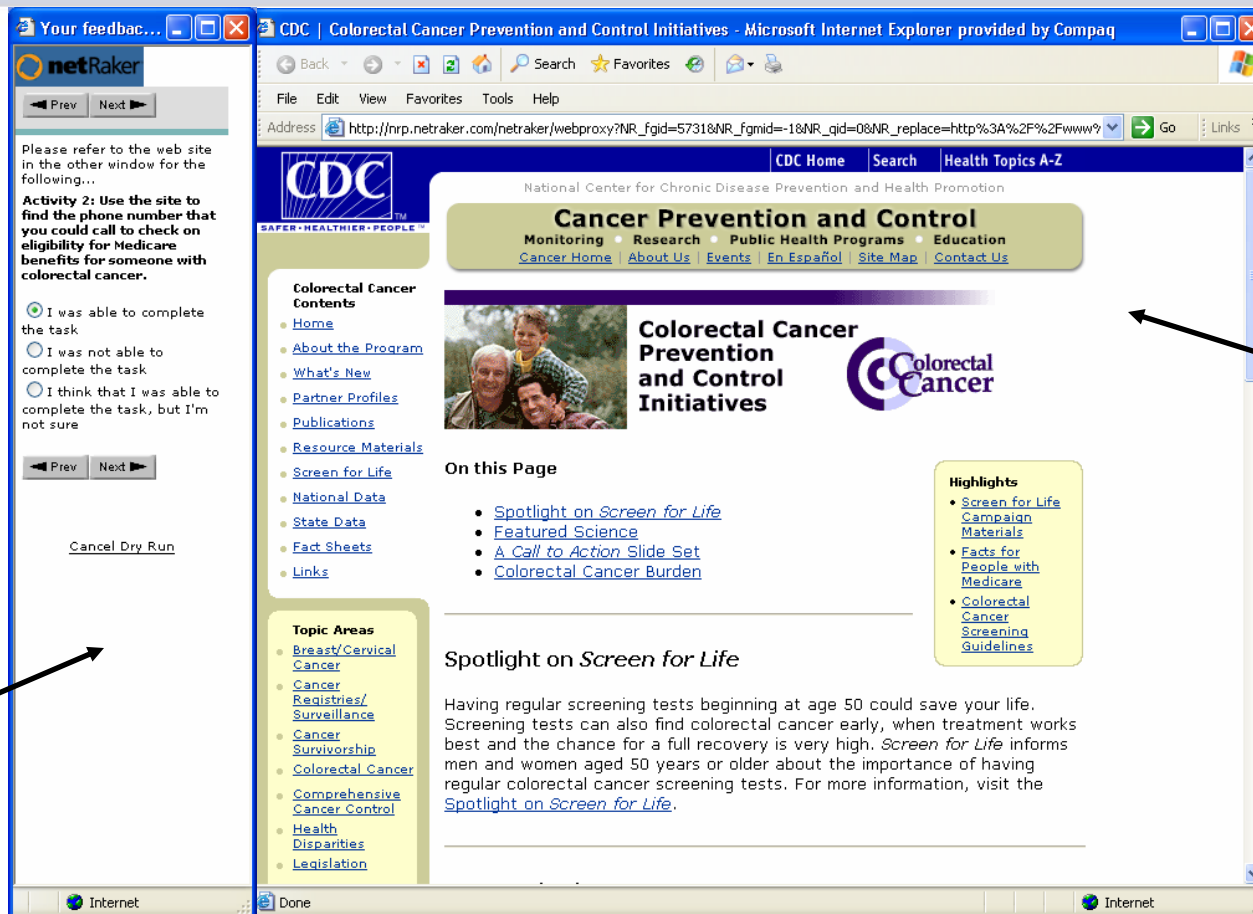 Your feedbac...
netRaker
Prev Next
Please refer to the web site
in the other window for the
following...
Activity 2: Use the site to
find the phone number that
you could call to check on
eligibility for Medicare
benefits for someone with
colorectal cancer.
I was able to complete
the task
I was not able to
complete the task
I think that I was able to
complete the task, but I'm
not sure
Prev Next
Cancel Dry Run
Internet
CDC | Colorectal Cancer Prevention and Control Initiatives - Microsoft Internet Explorer provided by Compaq
Back Search Favorites
File Edit View Favorites Tools Help
Address http://nrp.netraker.com/netraker/webproxy?NR_fgid=5731&NR_fgmid=-1&NR_qid=0&NR_replace=http%3A%2F%2Fwww9 Go Links
CDC Home Search Health Topics A-Z
CDC
TM
SAFER·HEALTHIER·PEOPLE™
National Center for Chronic Disease Prevention and Health Promotion
Cancer Prevention and Control
Monitoring Research Public Health Programs Education
Cancer Home | About Us | Events | En Español | Site Map | Contact Us
Colorectal Cancer
Contents
Home
About the Program
What's New
Partner Profiles
Publications
Resource Materials
Screen for Life
National Data
State Data
Fact Sheets
Links
Topic Areas
Breast/Cervical
Cancer
Cancer
Registries/
Surveillance
Cancer
Survivorship
Colorectal Cancer
Comprehensive
Cancer Control
Health
Disparities
Legislation
Colorectal Cancer
Prevention
and Control
Initiatives
Colorectal
Cancer
On this Page
Spotlight on Screen for Life
Featured Science
A Call to Action Slide Set
Colorectal Cancer Burden
Highlights
Screen for Life
Campaign
Materials
Facts for
People with
Medicare
Colorectal
Cancer
Screening
Guidelines
Spotlight on Screen for Life
Having regular screening tests beginning at age 50 could save your life.
Screening tests can also find colorectal cancer early, when treatment works
best and the chance for a full recovery is very high. Screen for Life informs
men and women aged 50 years or older about the importance of having
regular colorectal cancer screening tests. For more information, visit the
Spotlight on Screen for Life.
Done Internet